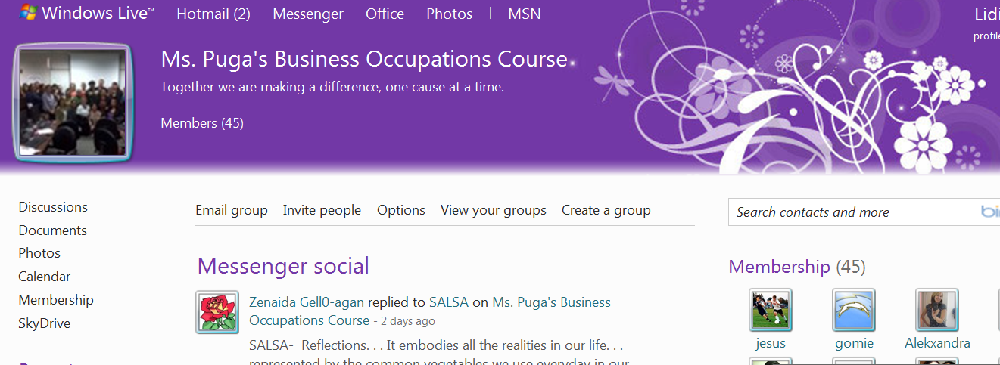 Windows Live™ Hotmail (2) Messenger Office Photos | MSN
Lidi
profile
Ms. Puga's Business Occupations Course
Together we are making a difference, one cause at a time.
Members (45)
Discussions
Documents
Photos
Calendar
Membership
SkyDrive
Email group Invite people Options View your groups Create a group
Search contacts and more
Messenger social
Zenaida Gell0-agan replied to SALSA on Ms. Puga's Business
Occupations Course - 2 days ago
SALSA- Reflections. . . It embodies all the realities in our life. . .
represented by the common vegetables we use everyday in our
Membership (45)
jesus gomie Alekxandra